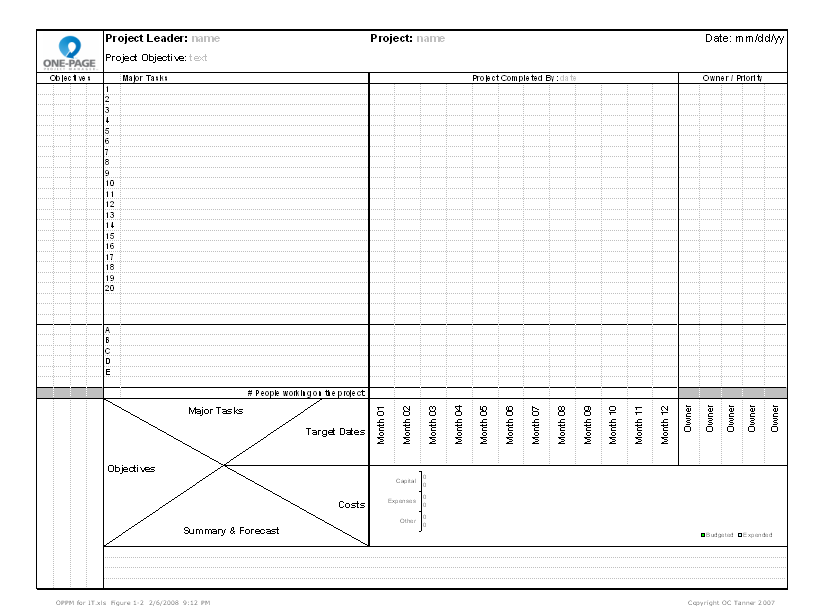 Project Leader: name Project: name Date: mm/dd/yy
ONE-PAGE
PROJECT MANAGER
Project Objective: text
Objectives Major Tasks Project Completed By: date Owner / Priority
1
2
3
4
5
6
7
8
9
10
11
12
13
14
15
16
17
18
19
20
A
B
C
D
E
# People working on the project:
Major Tasks
Target Dates
Objectives
Costs
Summary & Forecast
Month 01
Month 02
Month 03
Month 04
Month 05
Month 06
Month 07
Month 08
Month 09
Month 10
Month 11
Month 12
Owner
Owner
Owner
Owner
Owner
Capital 0
0
Expenses 0
0
Other 0
0
Budgeted Expended
OPPM for IT.xls Figure 1-2 2/6/2008 9:12 PM Copyright OC Tanner 2007